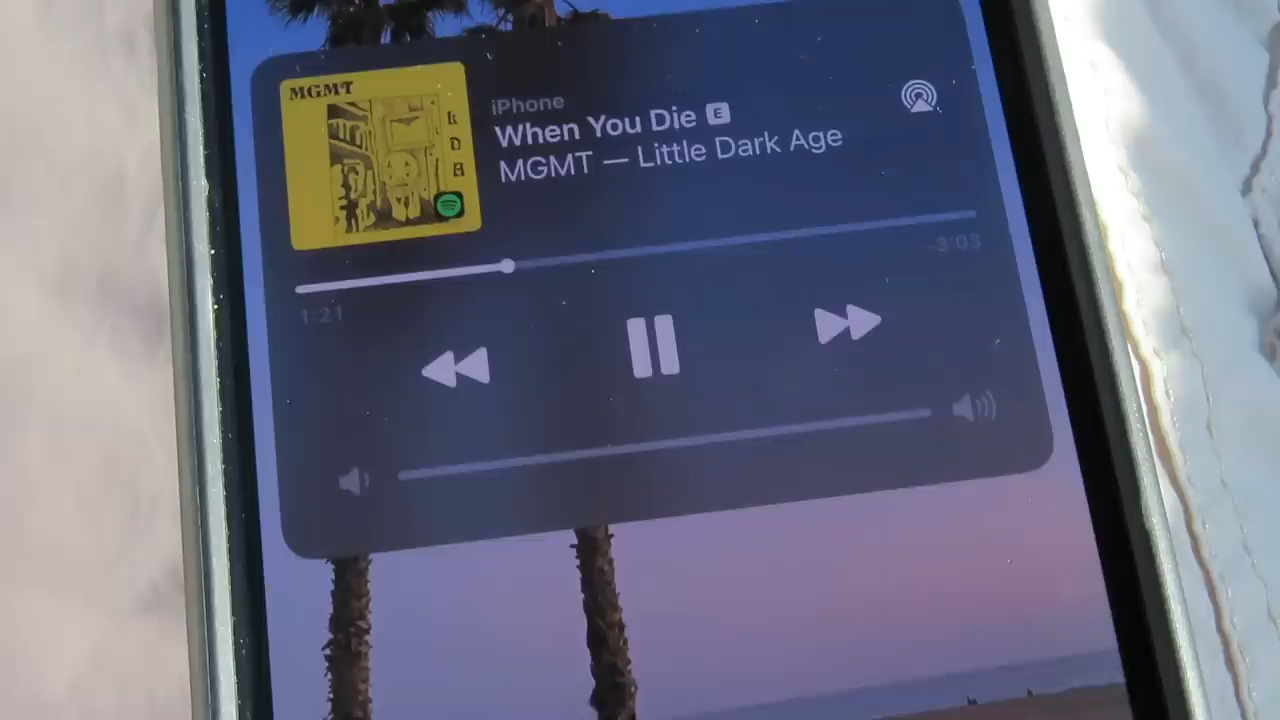 MGMT
L
D
A
iPhone
When You Die E
MGMT — Little Dark Age
1:21
-3:03